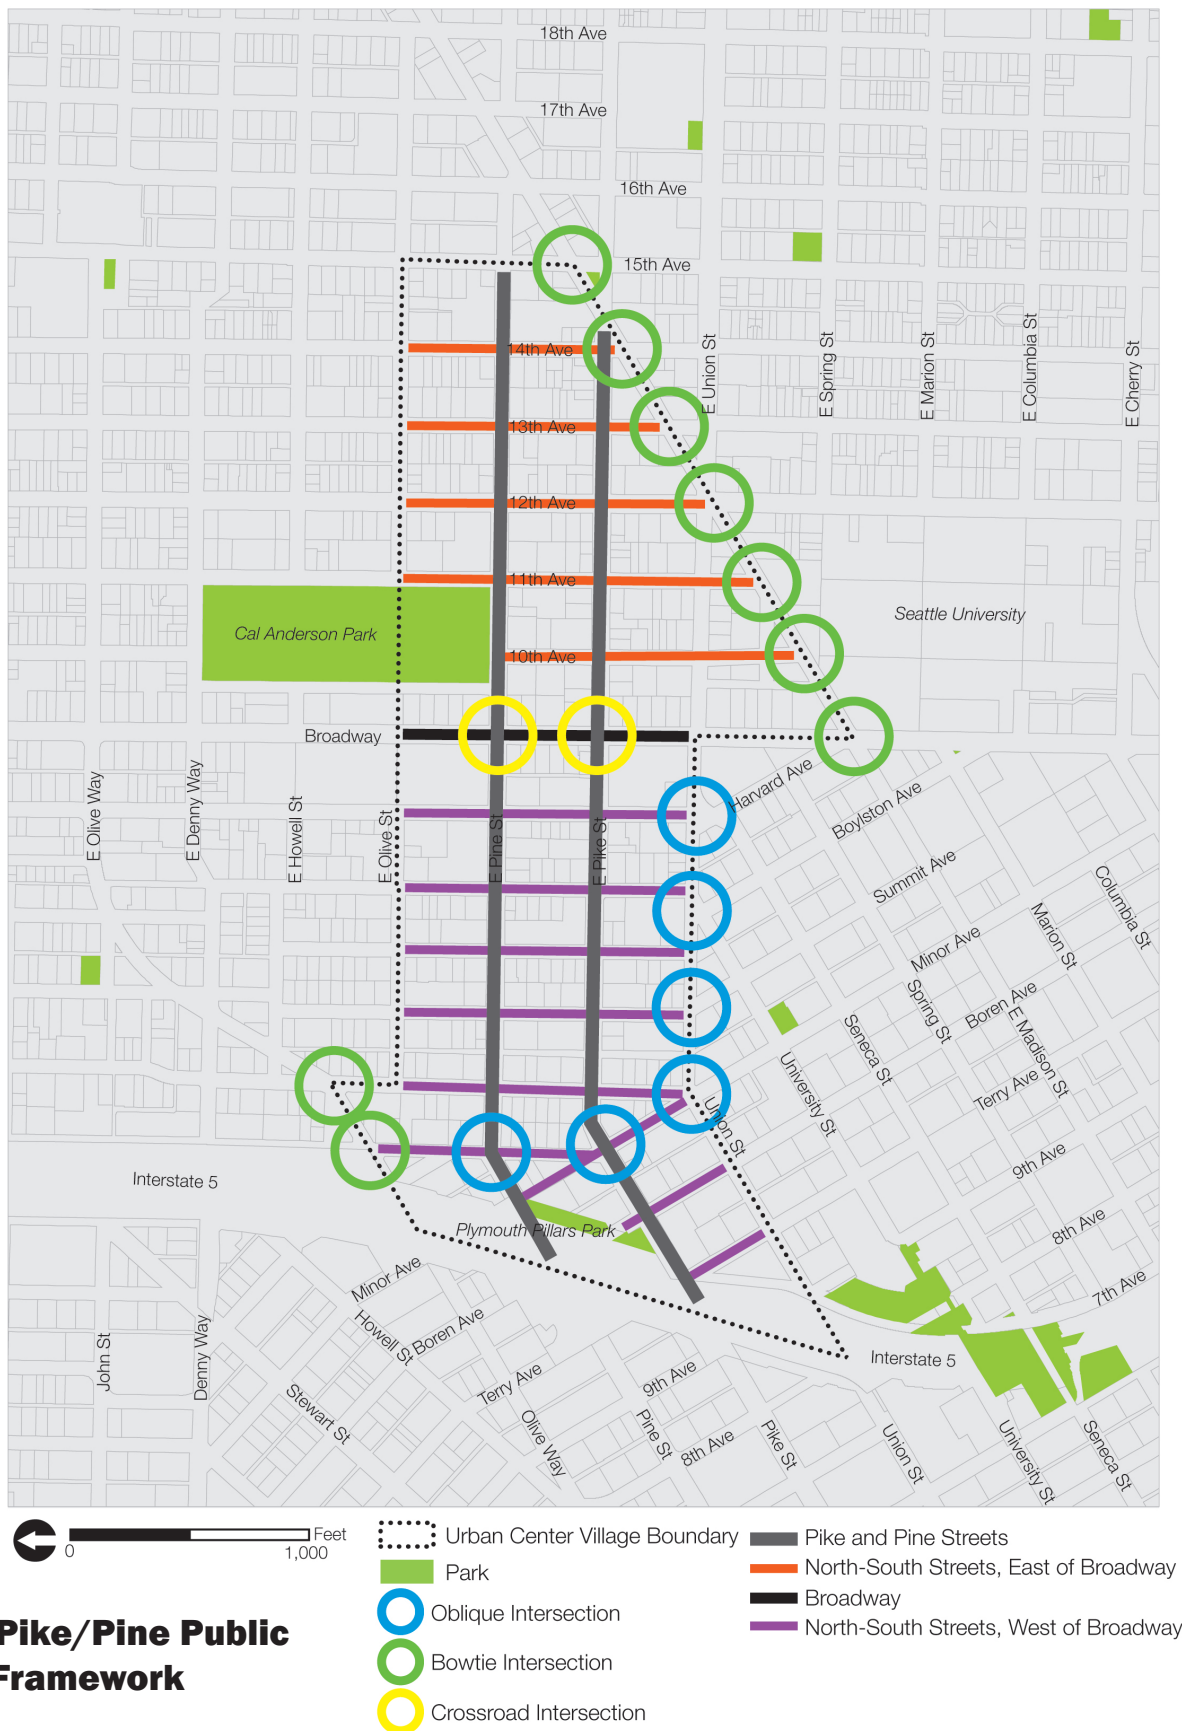 18th Ave
17th Ave
16th Ave
15th Ave
14th Ave
13th Ave
12th Ave
11th Ave
10th Ave
E Union St
E Spring St
E Marion St
E Columbia St
E Cherry St
Cal Anderson Park
Seattle University
Broadway
E Olive Way
E Denny Way
E Howell St
E Olive St
E Pine St
E Pike St
Harvard Ave
Boylston Ave
Summit Ave
Minor Ave
Boren Ave
Terry Ave
9th Ave
8th Ave
7th Ave
Columbia St
Marion St
E Madison St
Spring St
Seneca St
University St
Union St
Interstate 5
Plymouth Pillars Park
Minor Ave
Howell St
Boren Ave
Terry Ave
9th Ave
8th Ave
John St
Denny Way
Stewart St
Olive Way
Pine St
Pike St
Union St
University St
Seneca St
Interstate 5
Feet
0
1,000
Urban Center Village Boundary
Park
Oblique Intersection
Bowtie Intersection
Crossroad Intersection
Pike and Pine Streets
North-South Streets, East of Broadway
Broadway
North-South Streets, West of Broadway
Pike/Pine Public
Framework